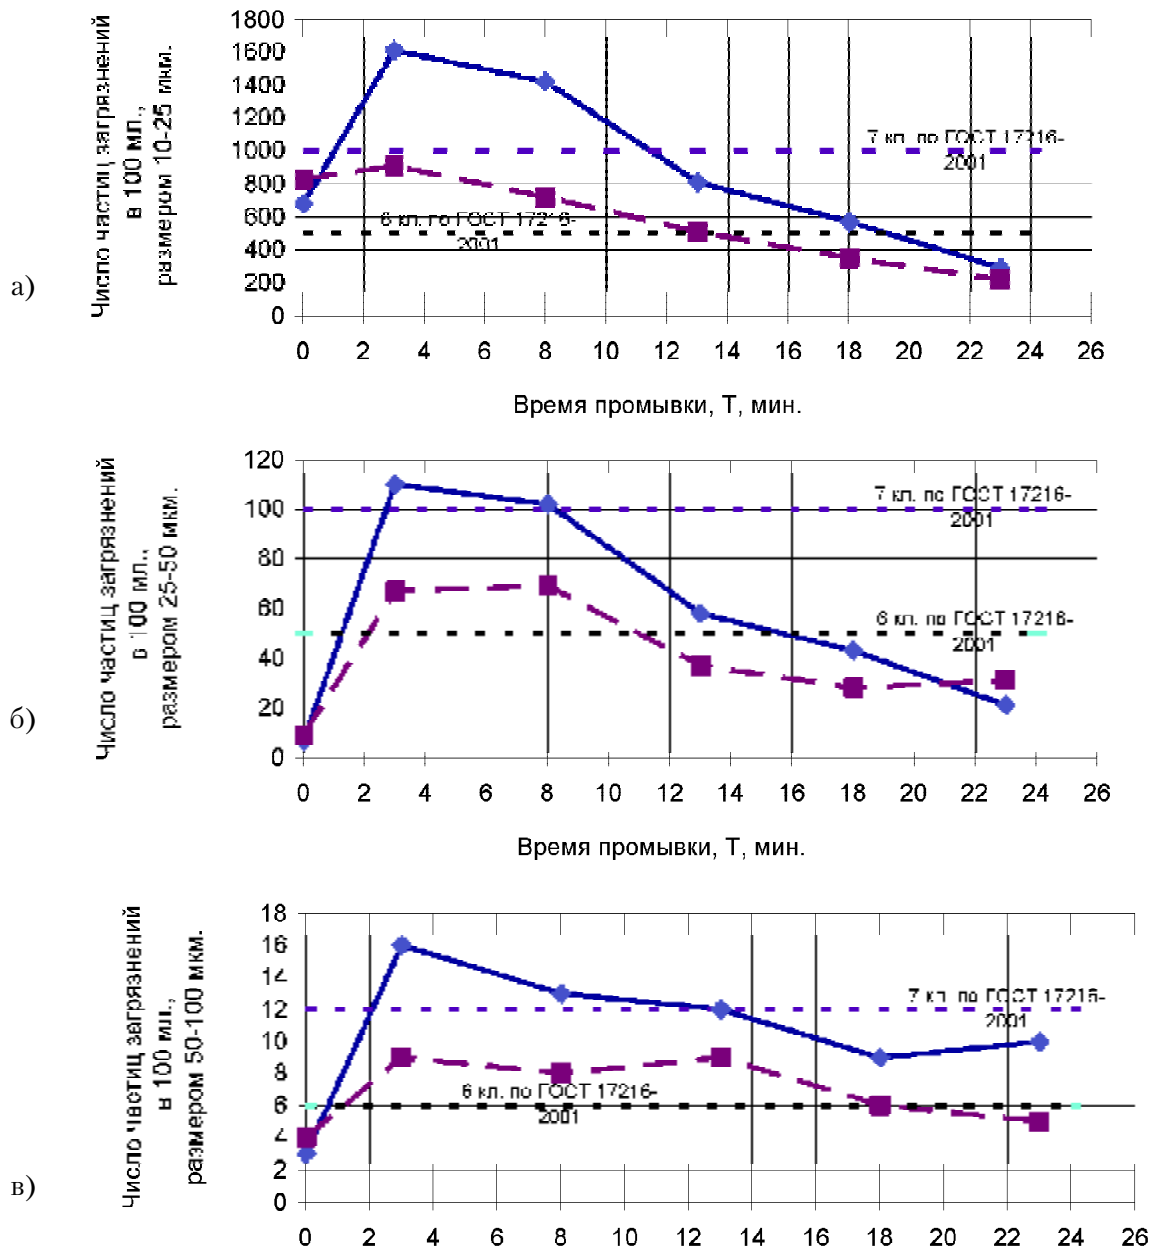 Число частиц загрязнений
в 100 мл.,
размером 10-25 мкм.
1800
1600
1400
1200
1000
800
600
400
200
0
7 кл. по ГОСТ 17216-
2001
6 кл. по ГОСТ 17216-
2001
а)
0 2 4 6 8 10 12 14 16 18 20 22 24 26
Время промывки, Т, мин.
Число частиц загрязнений
в 100 мл.,
размером 25-50 мкм.
120
100
80
60
40
20
0
7 кл. по ГОСТ 17216-
2001
6 кл. по ГОСТ 17216-
2001
б)
0 2 4 6 8 10 12 14 16 18 20 22 24 26
Время промывки, Т, мин.
Число частиц загрязнений
в 100 мл.,
размером 50-100 мкм.
18
16
14
12
10
8
6
4
2
0
7 кл. по ГОСТ 17216-
2001
6 кл. по ГОСТ 17216-
2001
в)
0 2 4 6 8 10 12 14 16 18 20 22 24 26